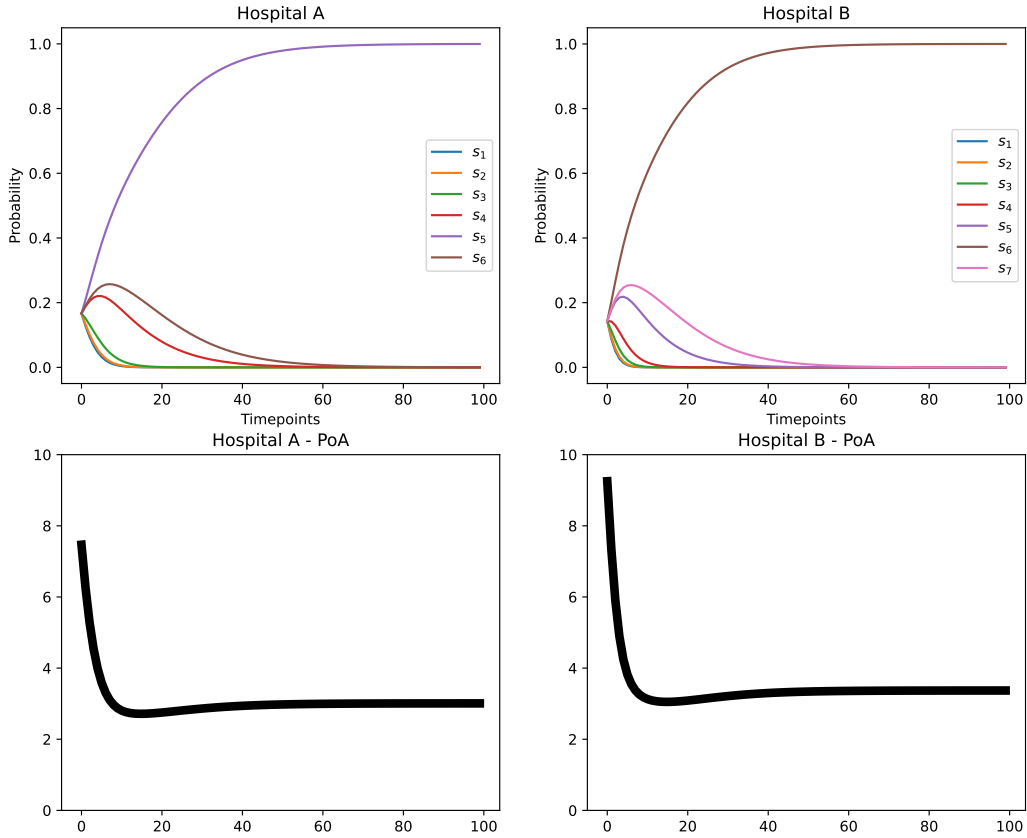 Hospital A
Hospital B
1.0
0.8
0.6
0.4
0.2
0.0
Probability
0 20 40 60 80 100
Timepoints
s1
s2
s3
s4
s5
s6
1.0
0.8
0.6
0.4
0.2
0.0
Probability
0 20 40 60 80 100
Timepoints
s1
s2
s3
s4
s5
s6
s7
Hospital A - PoA
10
8
6
4
2
0
0 20 40 60 80 100
Hospital B - PoA
10
8
6
4
2
0
0 20 40 60 80 100